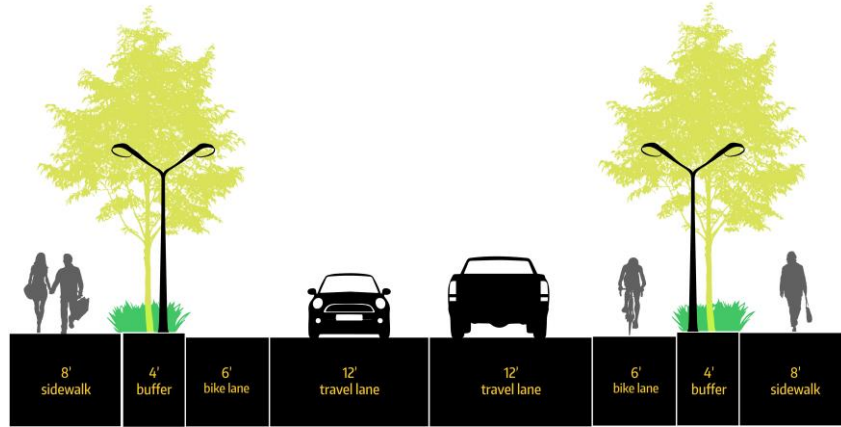 8'
sidewalk
4'
buffer
6'
bike lane
12'
travel lane
12'
travel lane
6'
bike lane
4'
buffer
8'
sidewalk